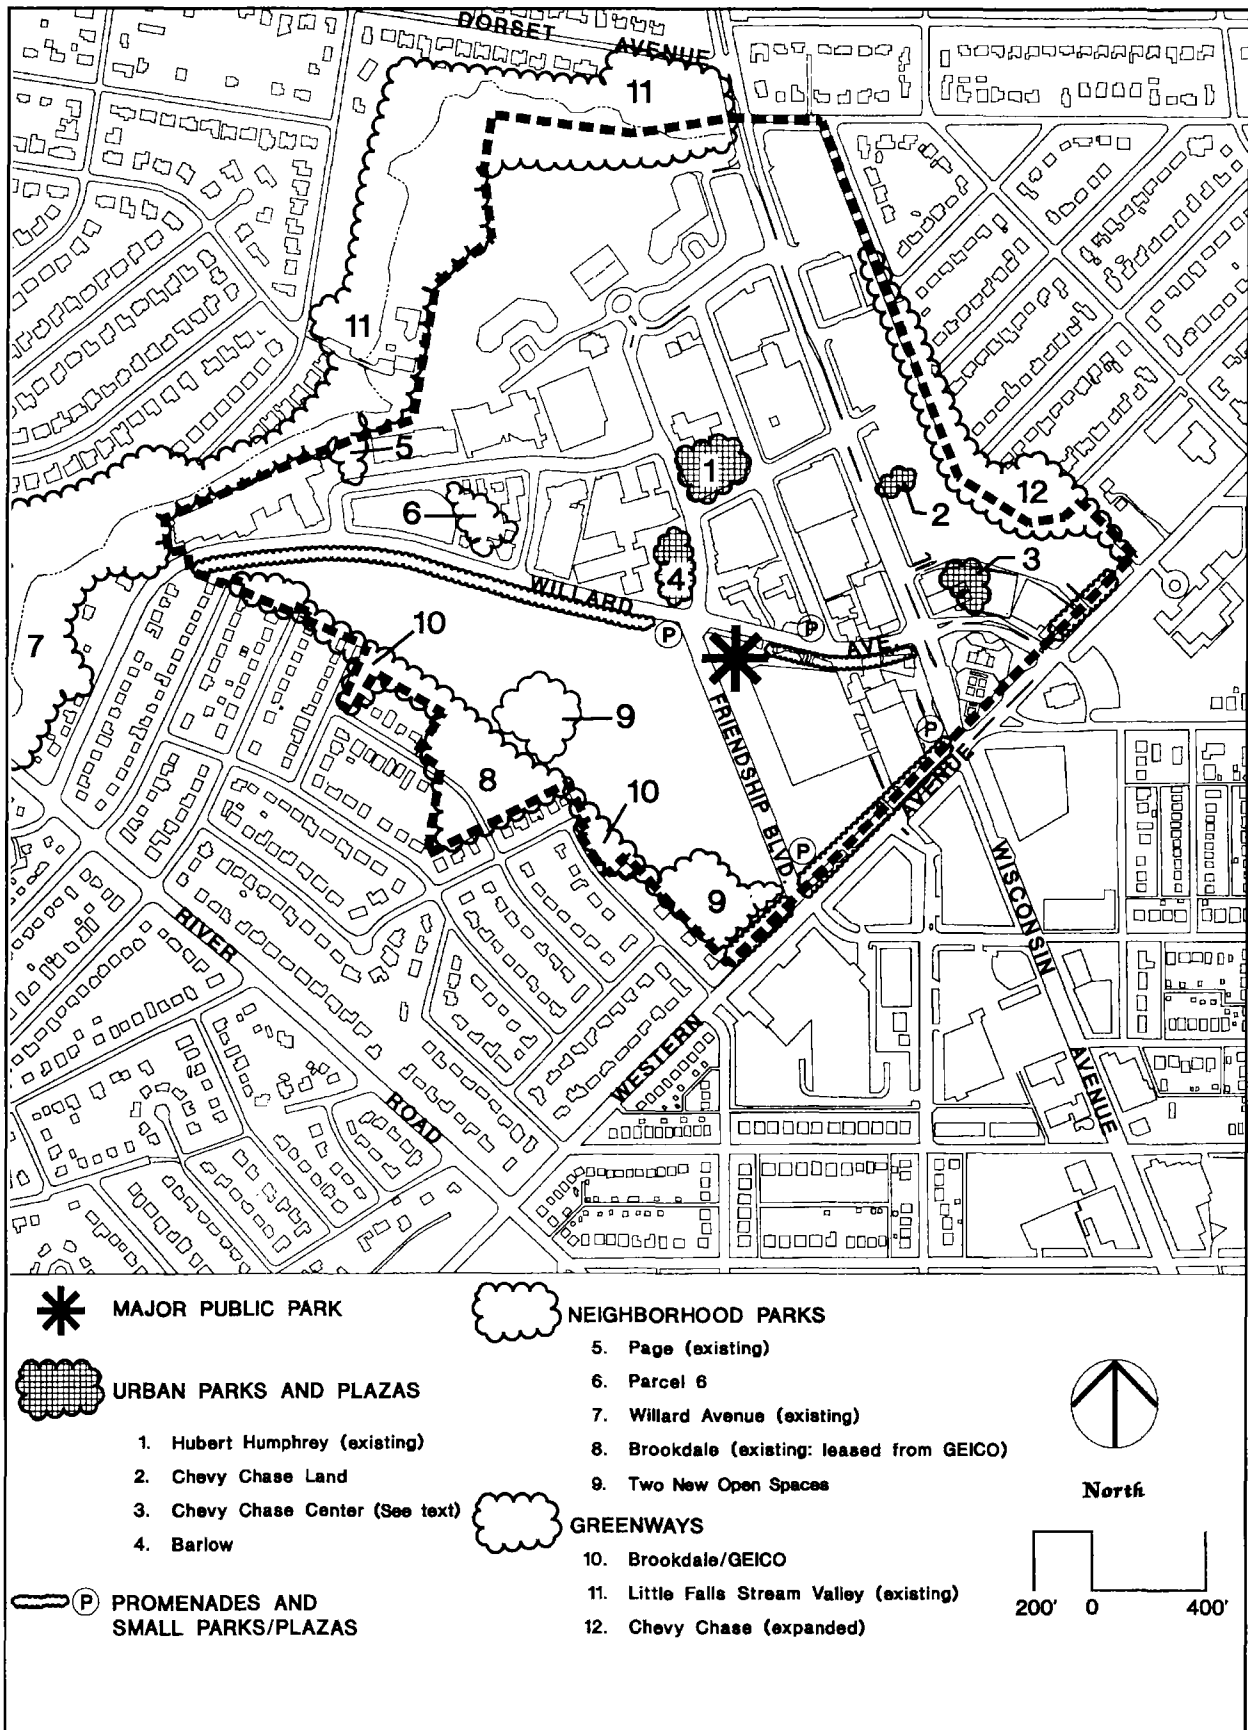 DORSET AVENUE
11
11
5
1
12
6
2
3
4
WILLARD AVE.
P
P
7
10
9
FRIENDSHIP BLVD.
P
8
10
AVENUE
P
9
WISCONSIN
RIVER
WESTERN
AVENUE
ROAD
MAJOR PUBLIC PARK
URBAN PARKS AND PLAZAS
1. Hubert Humphrey (existing)
2. Chevy Chase Land
3. Chevy Chase Center (See text)
4. Barlow
P PROMENADES AND
SMALL PARKS/PLAZAS
NEIGHBORHOOD PARKS
5. Page (existing)
6. Parcel 6
7. Willard Avenue (existing)
8. Brookdale (existing: leased from GEICO)
9. Two New Open Spaces
GREENWAYS
10. Brookdale/GEICO
11. Little Falls Stream Valley (existing)
12. Chevy Chase (expanded)
North
200' 0 400'